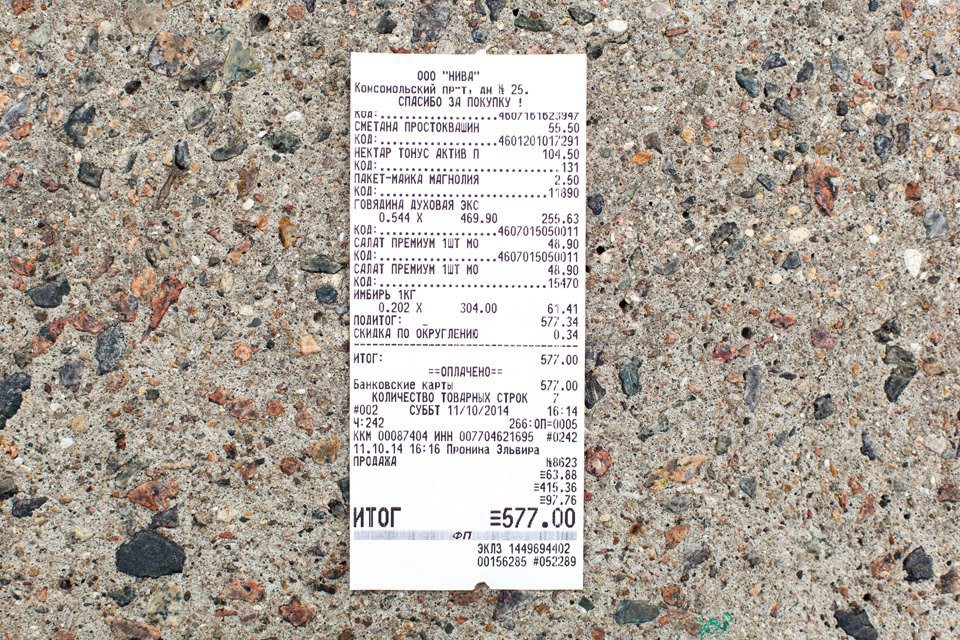 ООО "НИВА"
Комсомольский пр-т, дм № 25.
СПАСИБО ЗА ПОКУПКУ !
КОД:....................4607161623947
СМЕТАНА ПРОСТОКВАШИН 55.50
КОД:....................4601201017291
НЕКТАР ТОНУС АКТИВ П 104.50
КОД:..............................131
ПАКЕТ-МАЙКА МАГНОЛИЯ 2.50
КОД:............................11890
ГОВЯДИНА ДУХОВАЯ ЭКС
0.544 X 469.90 255.63
КОД:....................4607015050011
САЛАТ ПРЕМИУМ 1ШТ МО 48.90
КОД:....................4607015050011
САЛАТ ПРЕМИУМ 1ШТ МО 48.90
КОД:............................15470
ИМБИРЬ 1КГ
0.202 X 304.00 61.41
ПОДИТОГ: 577.34
СКИДКА ПО ОКРУГЛЕНИЮ 0.34
ИТОГ: 577.00
==ОПЛАЧЕНО==
Банковские карты 577.00
КОЛИЧЕСТВО ТОВАРНЫХ СТРОК 7
#002 СУББТ 11/10/2014 16:14
Ч:242 266:ОП=0005
ККМ 00087404 ИНН 007704621695 #0242
11.10.14 16:16 Пронина Эльвира
ПРОДАЖА №8623
≡63.88
≡415.36
≡97.76
ИТОГ ≡577.00
ФП
ЭКЛЗ 1449694402
00156285 #052289